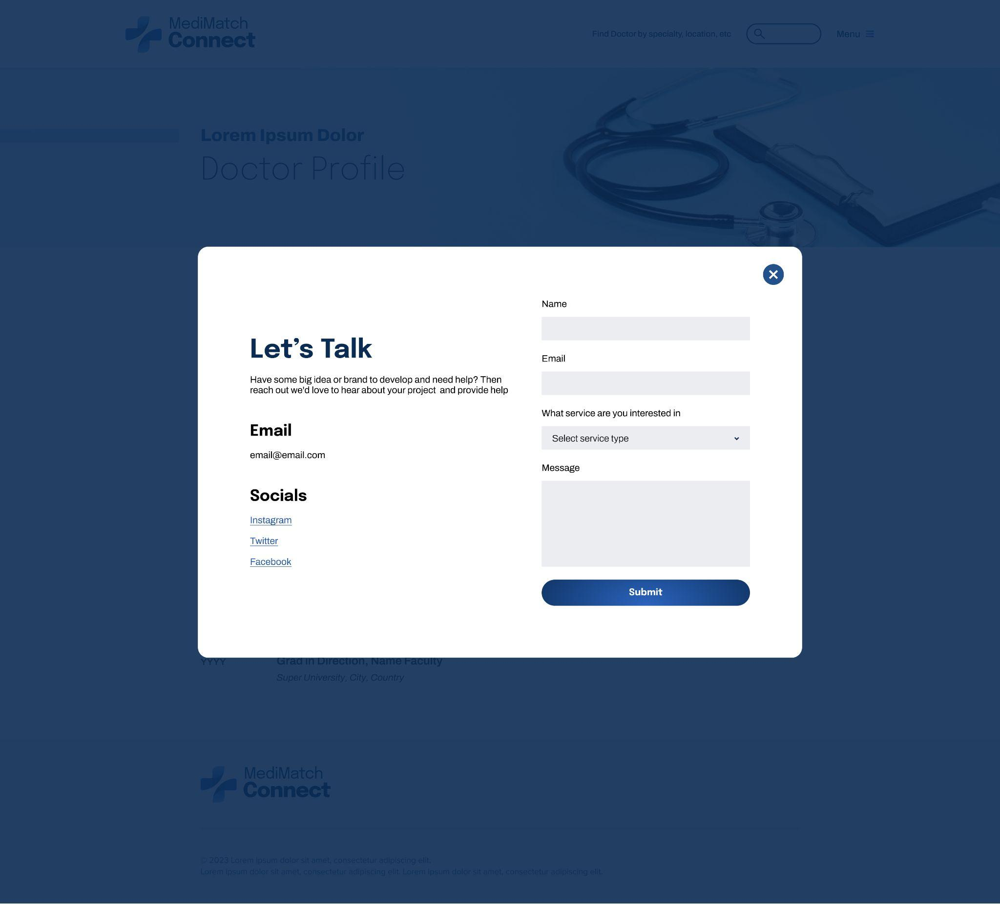 MediMatch
Connect
Find Doctor by specialty, location, etc
Menu
Lorem Ipsum Dolor
Doctor Profile
Let’s Talk
Have some big idea or brand to develop and need help? Then
reach out we'd love to hear about your project  and provide help
Email
email@email.com
Socials
Instagram
Twitter
Facebook
Name
Email
What service are you interested in
Select service type
Message
Submit
YYYY
Grad in Direction, Name Faculty
Super University, City, Country
MediMatch
Connect
© 2023 Lorem ipsum dolor sit amet, consectetur adipiscing elit.
Lorem ipsum dolor sit amet, consectetur adipiscing elit. Lorem ipsum dolor sit amet, consectetur adipiscing elit.